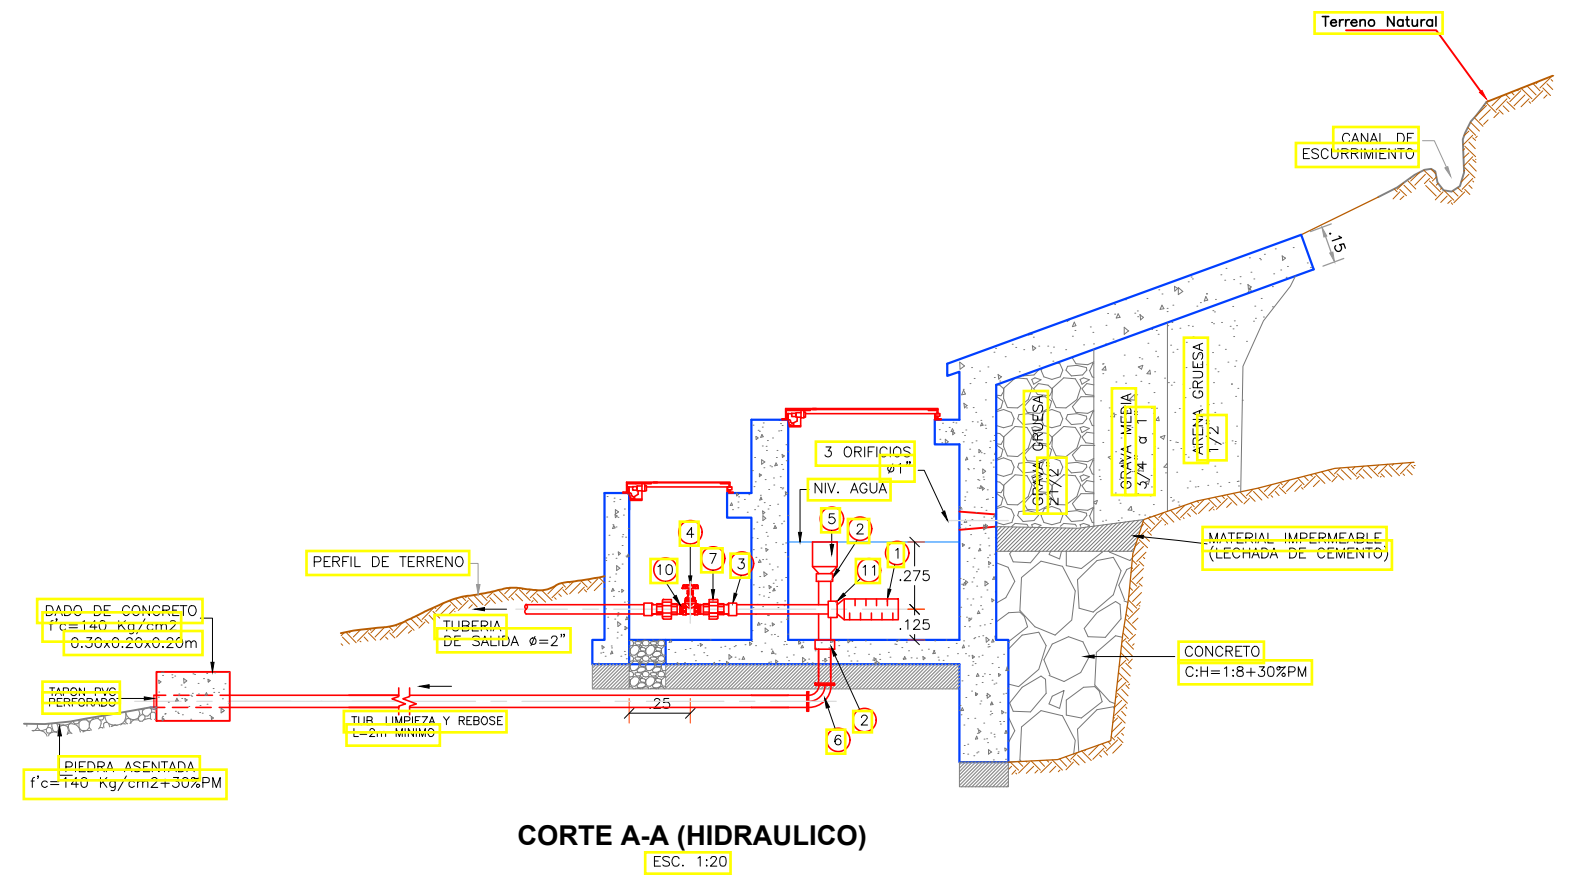 Terreno Natural
CANAL DE
ESCURRIMIENTO
.15
GRAVA GRUESA
21/2"
GRAVA MEDIA
3/4" a 1"
ARENA GRUESA
1/2
3 ORIFICIOS
ø1"
NIV. AGUA
5
2
4
7
3
10
11
1
.275
.125
MATERIAL IMPERMEABLE
(LECHADA DE CEMENTO)
PERFIL DE TERRENO
TUBERIA
DE SALIDA ø=2"
DADO DE CONCRETO
f'c=140 Kg/cm2
0.30x0.20x0.20m
CONCRETO
C:H=1:8+30%PM
TAPON PVC
PERFORADO
.25
TUB. LIMPIEZA Y REBOSE
L=2m MINIMO
2
6
PIEDRA ASENTADA
f'c=140 Kg/cm2+30%PM
CORTE A-A (HIDRAULICO)
ESC. 1:20